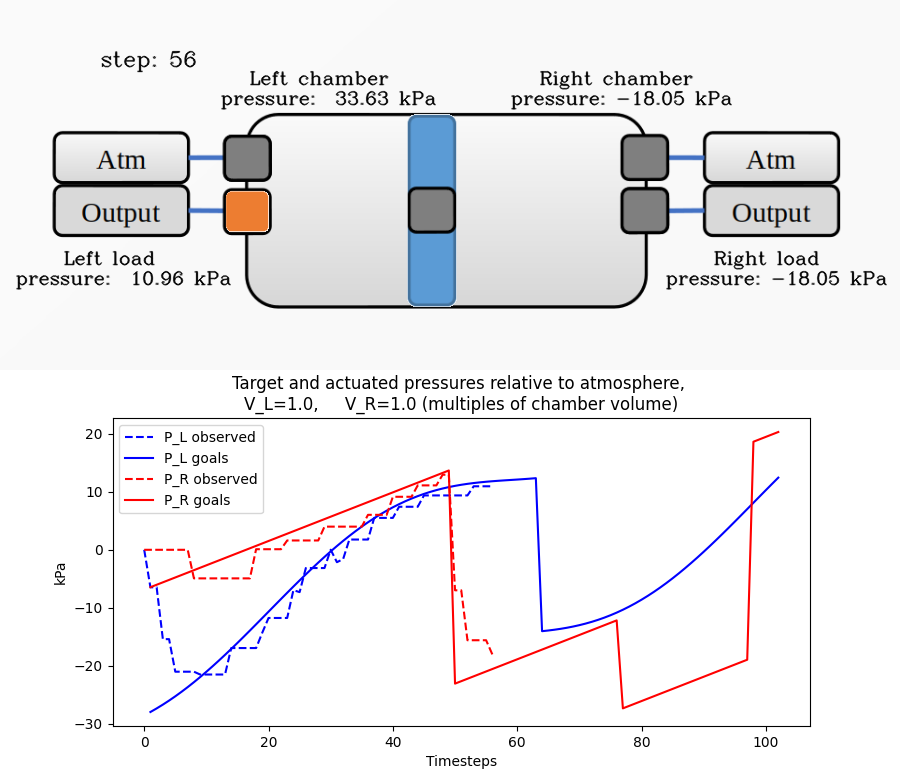 step: 56
Left chamber
pressure:  33.63 kPa
Right chamber
pressure: −18.05 kPa
Atm
Atm
Output
Output
Left load
pressure:  10.96 kPa
Right load
pressure: −18.05 kPa
Target and actuated pressures relative to atmosphere,
V_L=1.0,     V_R=1.0 (multiples of chamber volume)
P_L observed
P_L goals
P_R observed
P_R goals
kPa
20
10
0
−10
−20
−30
0 20 40 60 80 100
Timesteps